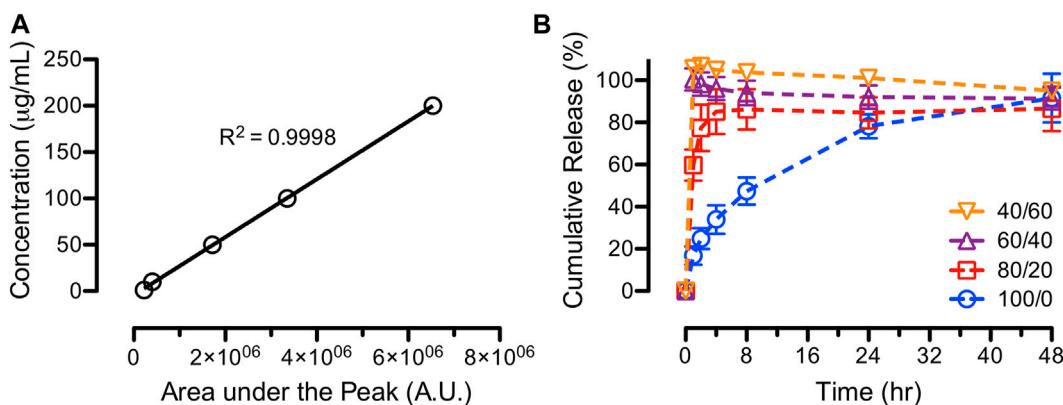 A
Concentration (μg/mL)
250
200
150
100
50
0
R² = 0.9998
0
2×10⁰⁶
4×10⁰⁶
6×10⁰⁶
8×10⁰⁶
Area under the Peak (A.U.)
B
Cumulative Release (%)
100
80
60
40
20
0
40/60
60/40
80/20
100/0
0 8 16 24 32 40 48
Time (hr)